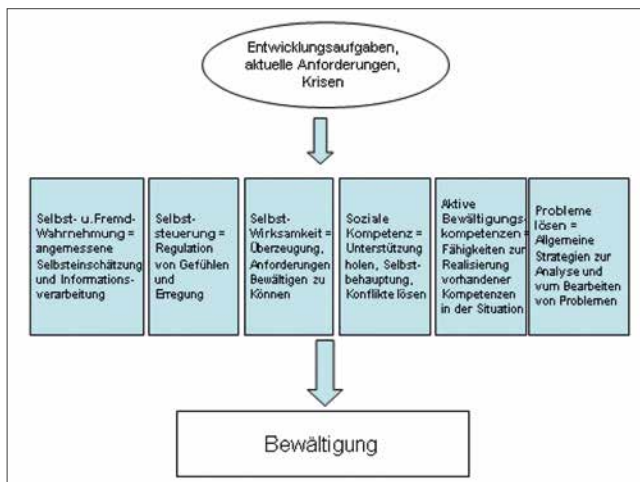 Entwicklungsaufgaben,
aktuelle Anforderungen,
Krisen
Selbst- u.Fremd-
Wahrnehmung =
angemessene
Selbsteinschätzung
und Informations-
verarbeitung
Selbst-
steuerung =
Regulation
von Gefühlen
und
Erregung
Selbst-
Wirksamkeit =
Überzeugung,
Anforderungen
Bewältigen zu
Können
Soziale
Kompetenz =
Unterstützung
holen, Selbst-
behauptung,
Konflikte lösen
Aktive
Bewältigungs-
kompetenzen =
Fähigkeiten zur
Realisierung
vorhandener
Kompetenzen
in der Situation
Probleme
lösen =
Allgemeine
Strategien zur
Analyse und
vum Bearbeiten
von Problemen
Bewältigung